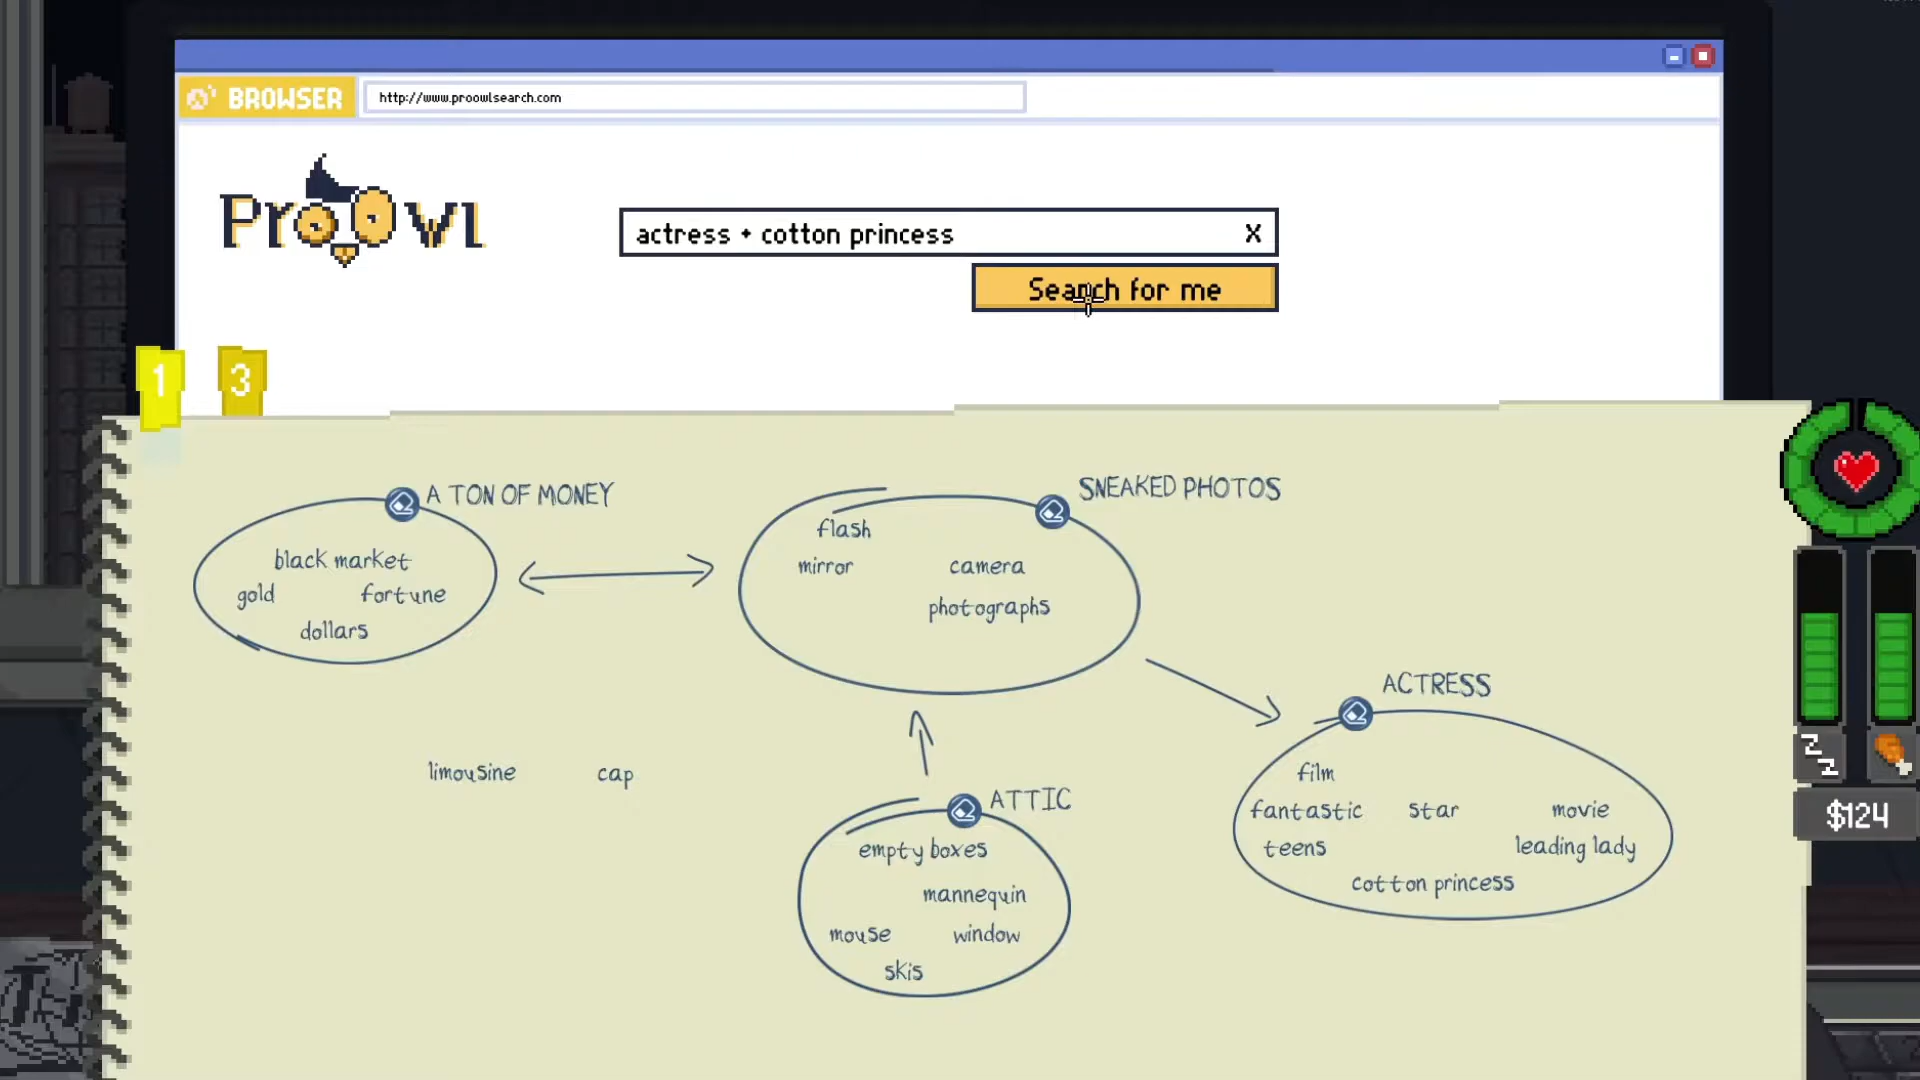 BROWSER
http://www.proowlsearch.com
PrOOwl
actress + cotton princess
X
Search for me
1
3
A TON OF MONEY
black market
gold
fortune
dollars
SNEAKED PHOTOS
flash
mirror
camera
photographs
ACTRESS
film
fantastic
star
movie
teens
leading lady
cotton princess
limousine
cap
ATTIC
empty boxes
mannequin
mouse
window
skis
Z
Z
$124